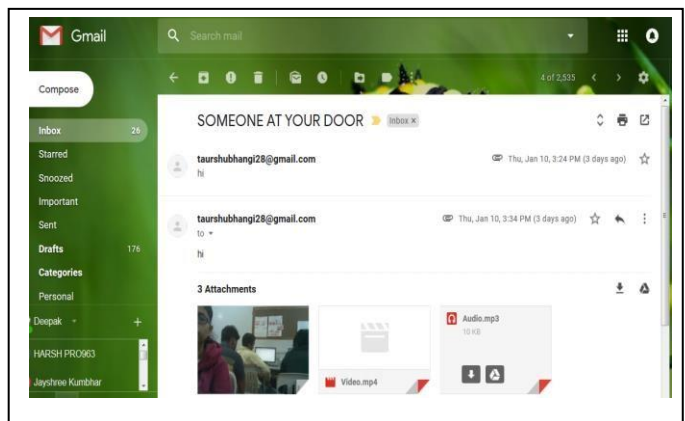 Gmail
Search mail
Compose
4 of 2,535
SOMEONE AT YOUR DOOR Inbox x
Inbox 26
Starred
Snoozed
Important
Sent
Drafts 176
Categories
Personal
Deepak
HARSH PRO963
Jayshree Kumbhar
taurshubhangi28@gmail.com Thu, Jan 10, 3:24 PM (3 days ago)
hi
taurshubhangi28@gmail.com Thu, Jan 10, 3:34 PM (3 days ago)
to
hi
3 Attachments
Video.mp4
Audio.mp3
10 KB